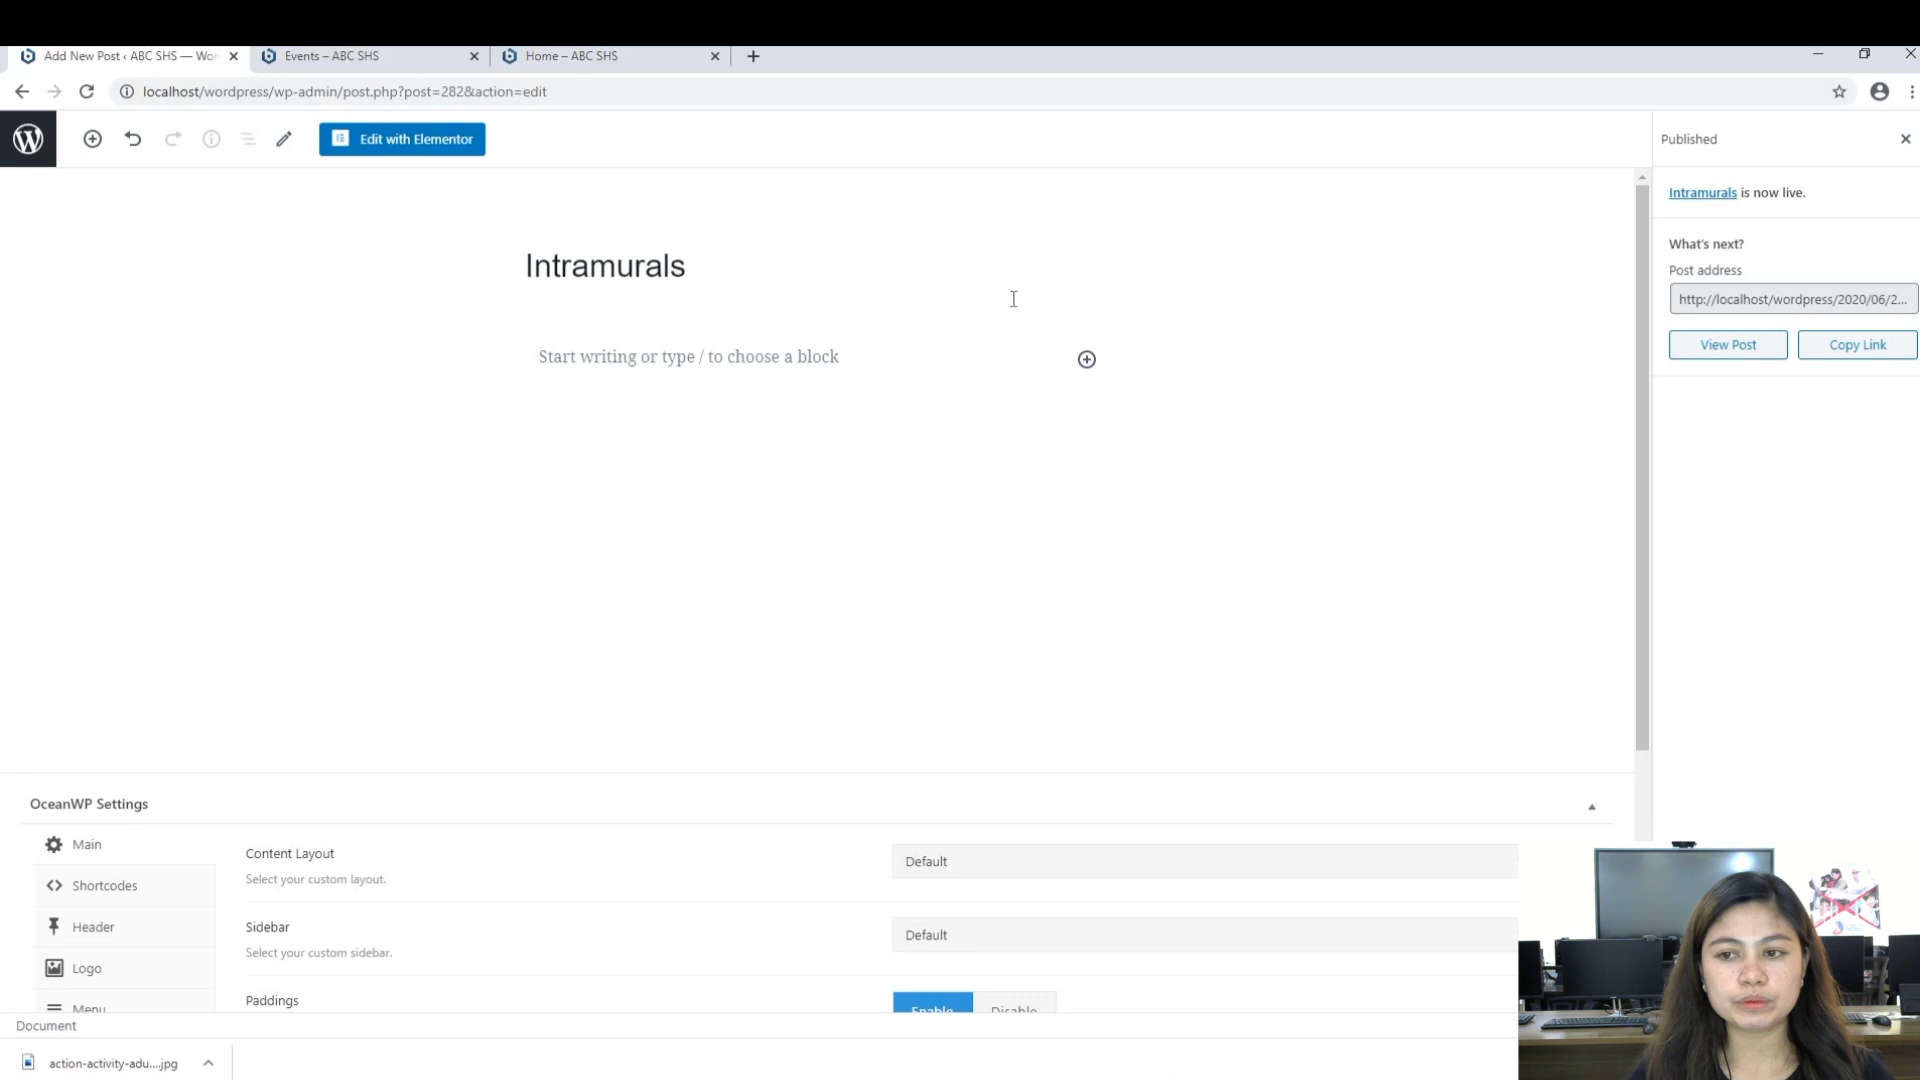 Add New Post ‹ ABC SHS — Wor
Events – ABC SHS
Home – ABC SHS
localhost/wordpress/wp-admin/post.php?post=282&action=edit
Edit with Elementor
Published
Intramurals is now live.
What's next?
Post address
http://localhost/wordpress/2020/06/2...
View Post
Copy Link
Intramurals
Start writing or type / to choose a block
OceanWP Settings
Main
Shortcodes
Header
Logo
Menu
Content Layout
Select your custom layout.
Default
Sidebar
Select your custom sidebar.
Default
Paddings
Enable
Disable
Document
action-activity-adu....jpg